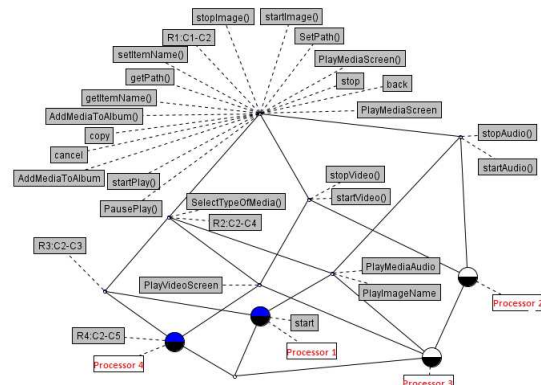 stopImage()
startImage()
R1:C1-C2
SetPath()
setItemName()
PlayMediaScreen()
getPath()
stop
back
getItemName()
AddMediaToAlbum()
PlayMediaScreen
copy
stopAudio()
cancel
startAudio()
AddMediaToAlbum
startPlay()
stopVideo()
SelectTypeOfMedia()
startVideo()
PausePlay()
R2:C2-C4
R3:C2-C3
PlayMediaAudio
PlayVideoScreen
PlayImageName
Processor 2
start
R4:C2-C5
Processor 1
Processor 4
Processor 3